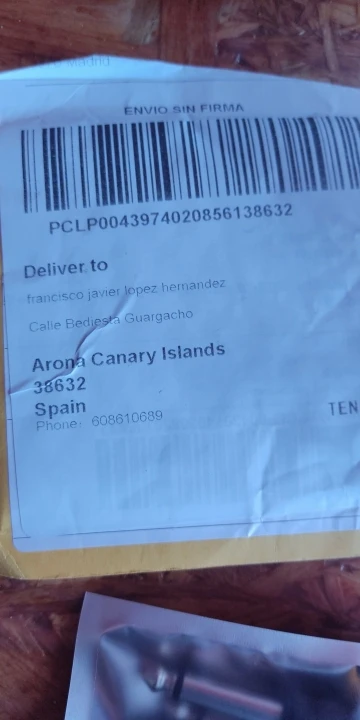 Madrid
ENVIO SIN FIRMA
PCLP0043974020856138632
Deliver to
francisco javier lopez hernandez
Calle Bediesta Guargacho
Arona Canary Islands
38632
Spain
Phone: 608610689
TEN